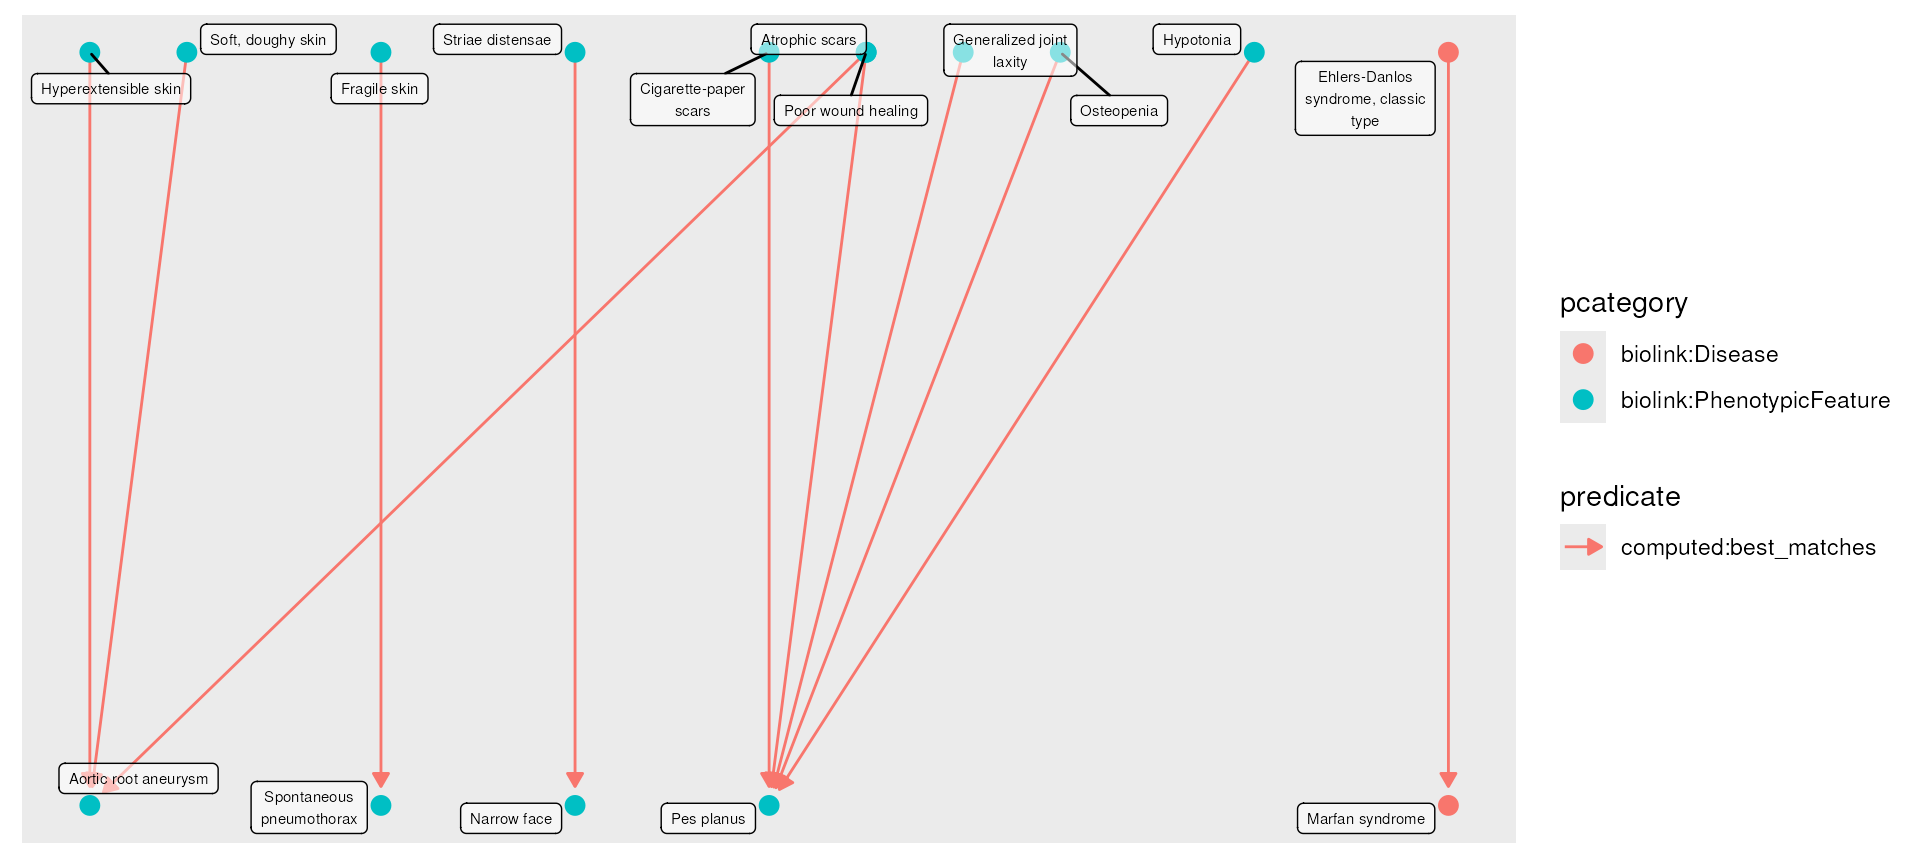 Soft, doughy skin
Striae distensae
Atrophic scars
Generalized joint
laxity
Hypotonia
Hyperextensible skin
Fragile skin
Cigarette-paper
scars
Poor wound healing
Osteopenia
Ehlers-Danlos
syndrome, classic
type
pcategory
biolink:Disease
biolink:PhenotypicFeature
predicate
computed:best_matches
Aortic root aneurysm
Spontaneous
pneumothorax
Narrow face
Pes planus
Marfan syndrome